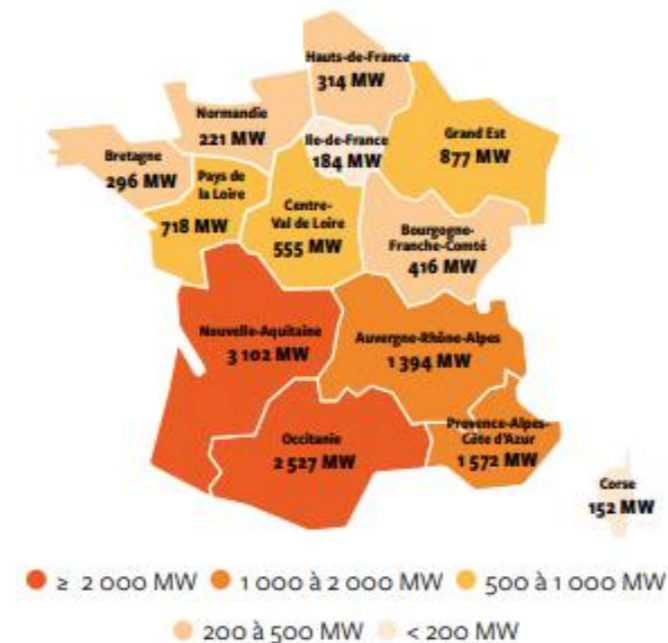 Hauts-de-France
314 MW
Normandie
221 MW
Ile-de-France
184 MW
Grand Est
877 MW
Bretagne
296 MW
Pays de
la Loire
718 MW
Centre-
Val de Loire
555 MW
Bourgogne-
Franche-Comté
416 MW
Nouvelle-Aquitaine
3 102 MW
Auvergne-Rhône-Alpes
1 394 MW
Provence-Alpes-
Côte d'Azur
1 572 MW
Occitanie
2 527 MW
Corse
152 MW
≥ 2 000 MW
1 000 à 2 000 MW
500 à 1 000 MW
200 à 500 MW
< 200 MW